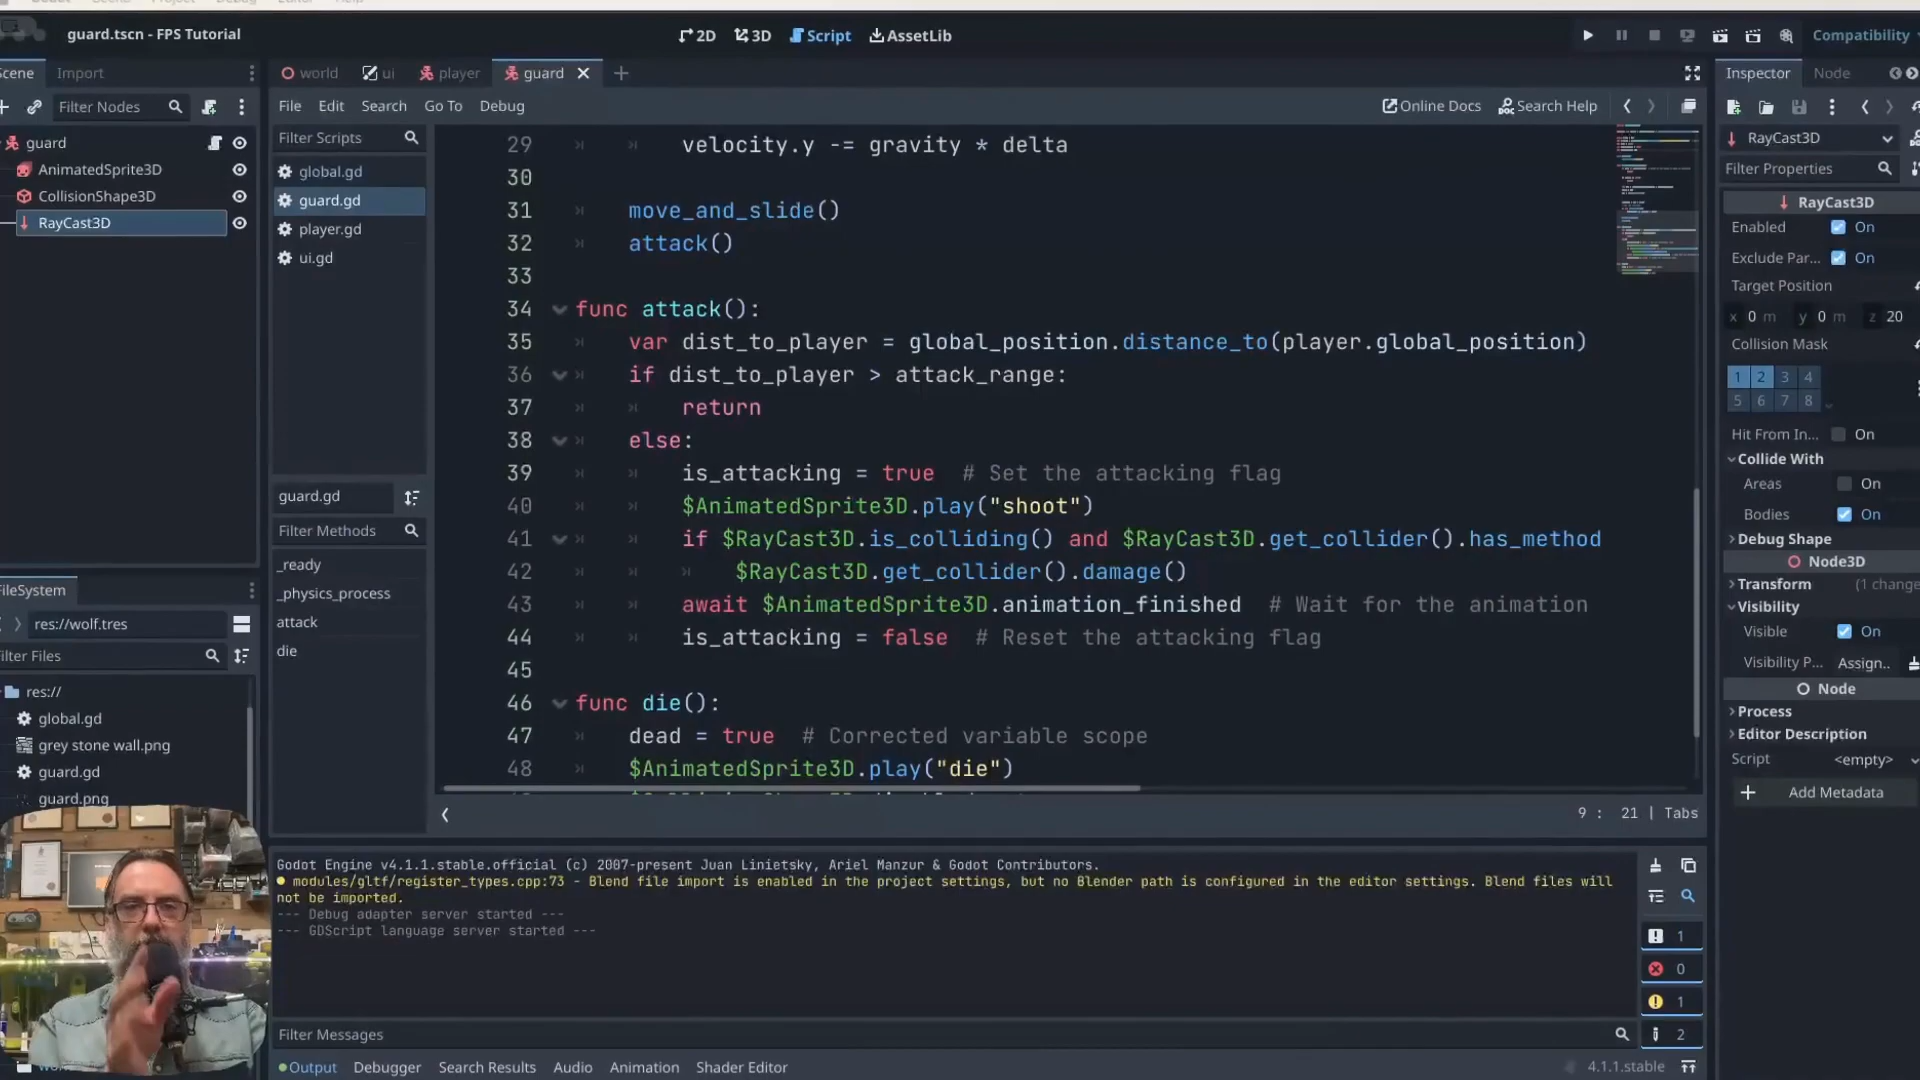 guard.tscn - FPS Tutorial
2D 3D Script AssetLib
Compatibility
Scene Import
Filter Nodes
guard
AnimatedSprite3D
CollisionShape3D
RayCast3D
world ui player guard
File Edit Search Go To Debug
Online Docs Search Help
Filter Scripts
global.gd
guard.gd
player.gd
ui.gd
guard.gd
Filter Methods
_ready
_physics_process
attack
die
29 velocity.y -= gravity * delta
30
31 move_and_slide()
32 attack()
33
34 func attack():
35 var dist_to_player = global_position.distance_to(player.global_position)
36 if dist_to_player > attack_range:
37 return
38 else:
39 is_attacking = true # Set the attacking flag
40 $AnimatedSprite3D.play("shoot")
41 if $RayCast3D.is_colliding() and $RayCast3D.get_collider().has_method
42 $RayCast3D.get_collider().damage()
43 await $AnimatedSprite3D.animation_finished # Wait for the animation
44 is_attacking = false # Reset the attacking flag
45
46 func die():
47 dead = true # Corrected variable scope
48 $AnimatedSprite3D.play("die")
9 : 21 | Tabs
FileSystem
res://wolf.tres
Filter Files
res://
global.gd
grey stone wall.png
guard.gd
guard.png
Godot Engine v4.1.1.stable.official (c) 2007-present Juan Linietsky, Ariel Manzur & Godot Contributors.
modules/gltf/register_types.cpp:73 - Blend file import is enabled in the project settings, but no Blender path is configured in the editor settings. Blend files will
not be imported.
--- Debug adapter server started ---
--- GDScript language server started ---
1
0
1
2
Filter Messages
Output Debugger Search Results Audio Animation Shader Editor
4.1.1.stable
Inspector Node
RayCast3D
Filter Properties
RayCast3D
Enabled On
Exclude Par... On
Target Position
x 0 m y 0 m z 20
Collision Mask
1 2 3 4
5 6 7 8
Hit From In... On
Collide With
Areas On
Bodies On
Debug Shape
Node3D
Transform (1 change
Visibility
Visible On
Visibility P... Assign..
Node
Process
Editor Description
Script <empty>
Add Metadata